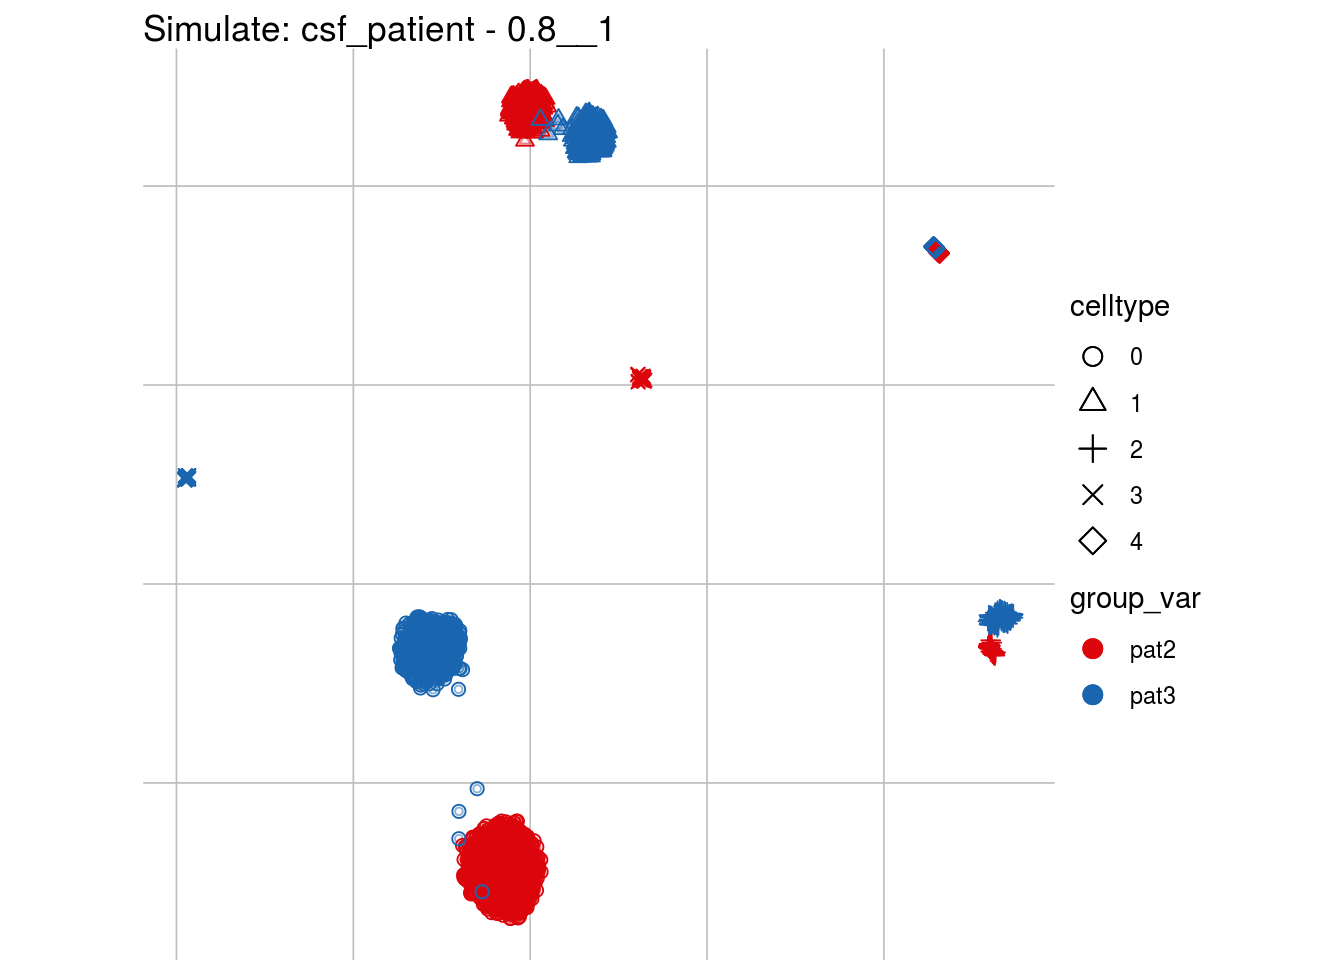 Simulate: csf_patient - 0.8__1
celltype
0
1
2
3
4
group_var
pat2
pat3